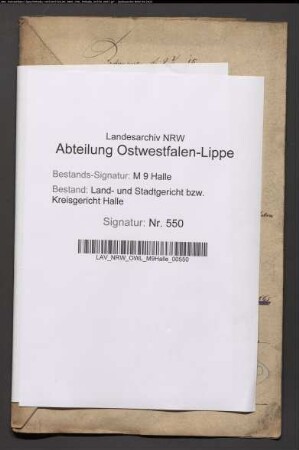 Landesarchiv NRW
Abteilung Ostwestfalen-Lippe
Bestands-Signatur: M 9 Halle
Bestand: Land- und Stadtgericht bzw.
Kreisgericht Halle
Signatur: Nr. 550
LAV_NRW_OWL_M9Halle_00550